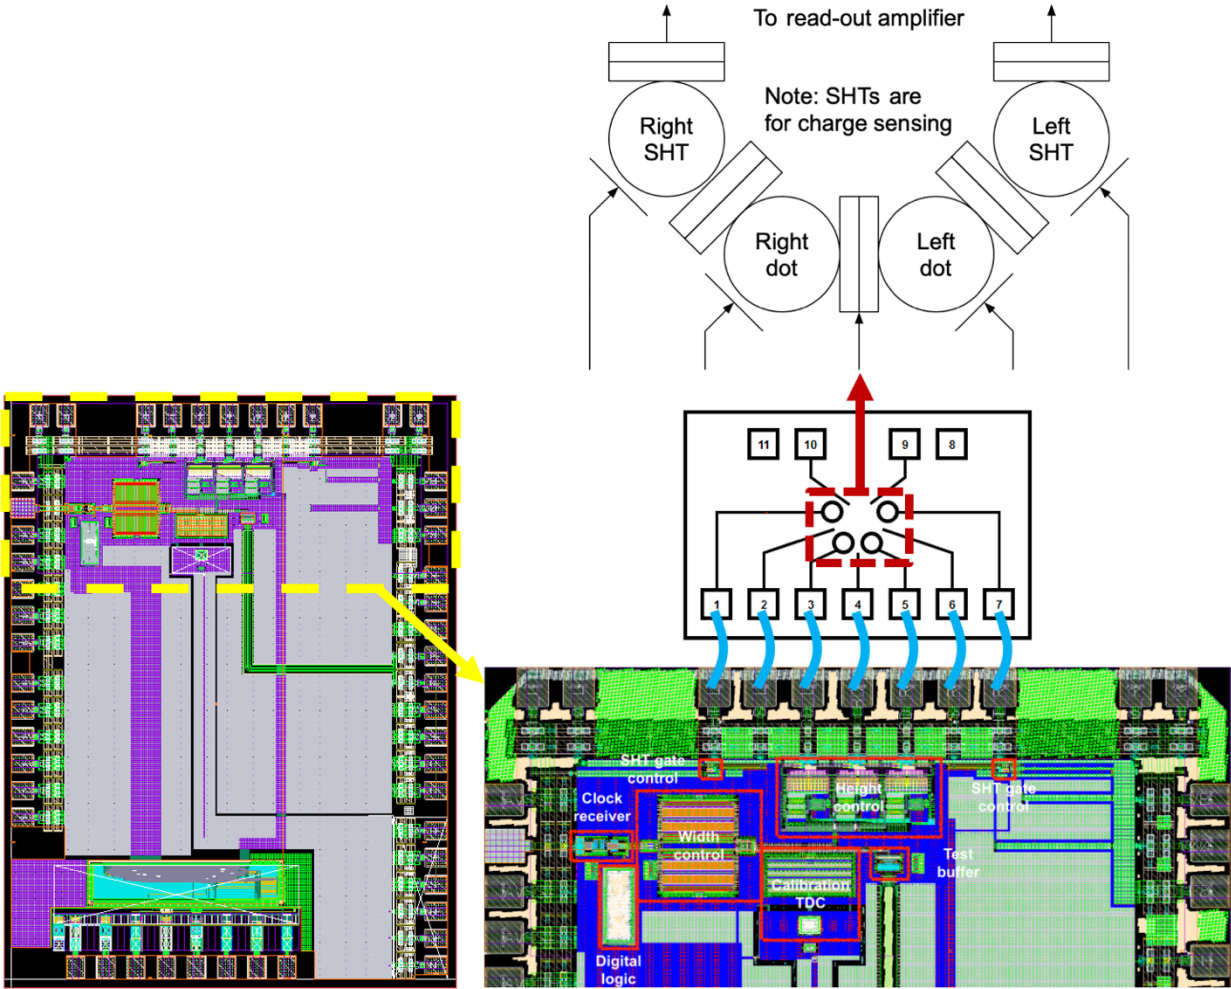 To read-out amplifier
Note: SHTs are
for charge sensing
Right
SHT
Left
SHT
Right
dot
Left
dot
11
10
9
8
1
2
3
4
5
6
7
SHT gate
control
Height
control
SHT gate
control
Clock
receiver
Width
control
Test
buffer
Calibration
TDC
Digital
logic